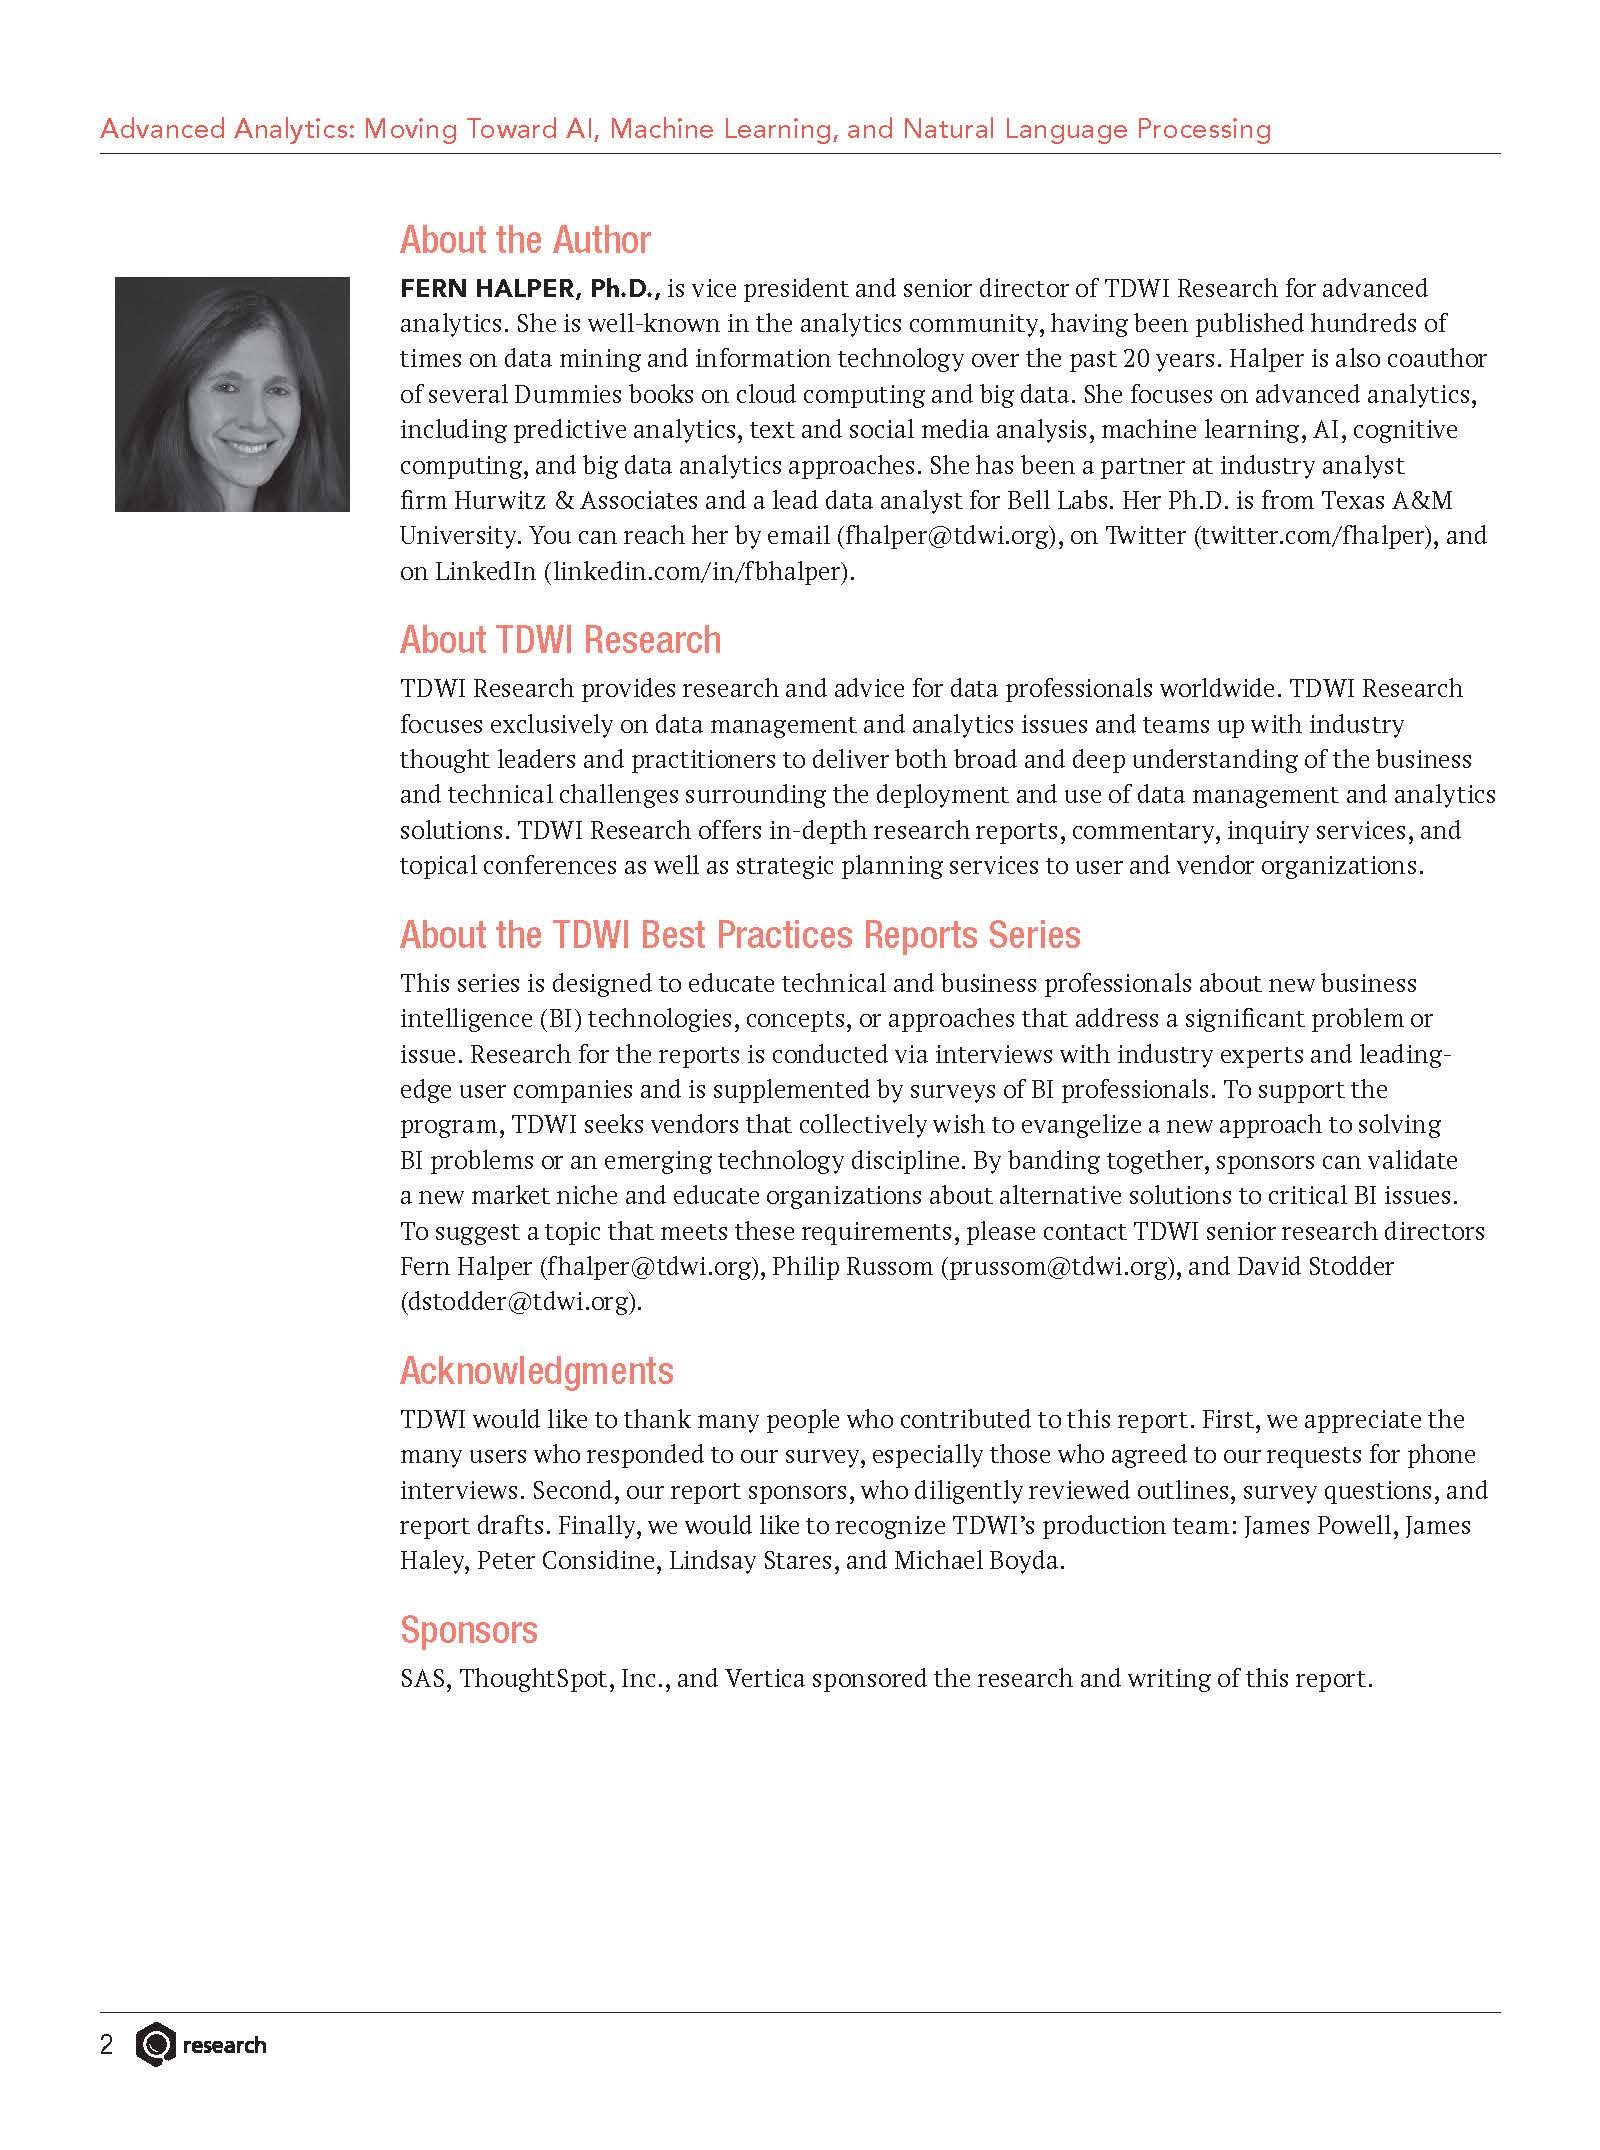 Advanced Analytics: Moving Toward AI, Machine Learning, and Natural Language Processing
About the Author
FERN HALPER, Ph.D., is vice president and senior director of TDWI Research for advanced
analytics. She is well-known in the analytics community, having been published hundreds of
times on data mining and information technology over the past 20 years. Halper is also coauthor
of several Dummies books on cloud computing and big data. She focuses on advanced analytics,
including predictive analytics, text and social media analysis, machine learning, AI, cognitive
computing, and big data analytics approaches. She has been a partner at industry analyst
firm Hurwitz & Associates and a lead data analyst for Bell Labs. Her Ph.D. is from Texas A&M
University. You can reach her by email (fhalper@tdwi.org), on Twitter (twitter.com/fhalper), and
on LinkedIn (linkedin.com/in/fbhalper).
About TDWI Research
TDWI Research provides research and advice for data professionals worldwide. TDWI Research
focuses exclusively on data management and analytics issues and teams up with industry
thought leaders and practitioners to deliver both broad and deep understanding of the business
and technical challenges surrounding the deployment and use of data management and analytics
solutions. TDWI Research offers in-depth research reports, commentary, inquiry services, and
topical conferences as well as strategic planning services to user and vendor organizations.
About the TDWI Best Practices Reports Series
This series is designed to educate technical and business professionals about new business
intelligence (BI) technologies, concepts, or approaches that address a significant problem or
issue. Research for the reports is conducted via interviews with industry experts and leading-
edge user companies and is supplemented by surveys of BI professionals. To support the
program, TDWI seeks vendors that collectively wish to evangelize a new approach to solving
BI problems or an emerging technology discipline. By banding together, sponsors can validate
a new market niche and educate organizations about alternative solutions to critical BI issues.
To suggest a topic that meets these requirements, please contact TDWI senior research directors
Fern Halper (fhalper@tdwi.org), Philip Russom (prussom@tdwi.org), and David Stodder
(dstodder@tdwi.org).
Acknowledgments
TDWI would like to thank many people who contributed to this report. First, we appreciate the
many users who responded to our survey, especially those who agreed to our requests for phone
interviews. Second, our report sponsors, who diligently reviewed outlines, survey questions, and
report drafts. Finally, we would like to recognize TDWI’s production team: James Powell, James
Haley, Peter Considine, Lindsay Stares, and Michael Boyda.
Sponsors
SAS, ThoughtSpot, Inc., and Vertica sponsored the research and writing of this report.
2 research